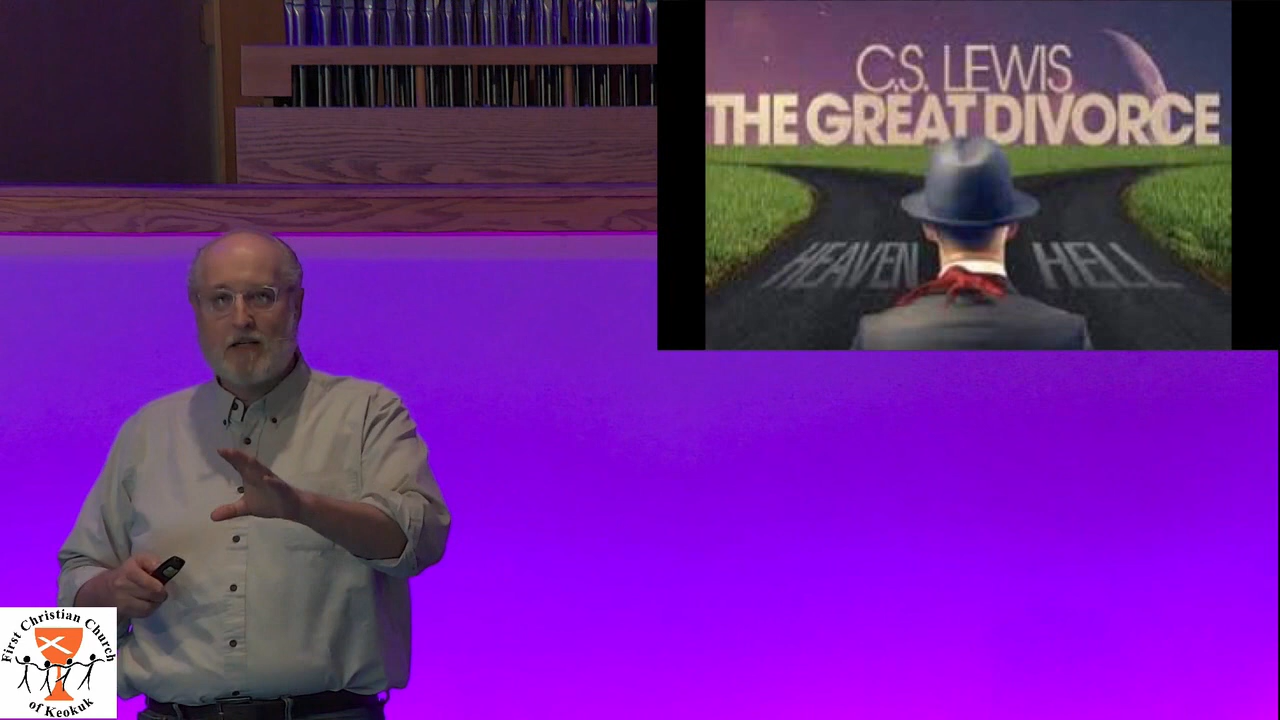 C.S. LEWIS
THE GREAT DIVORCE
HEAVEN HELL
First Christian Church
of Keokuk